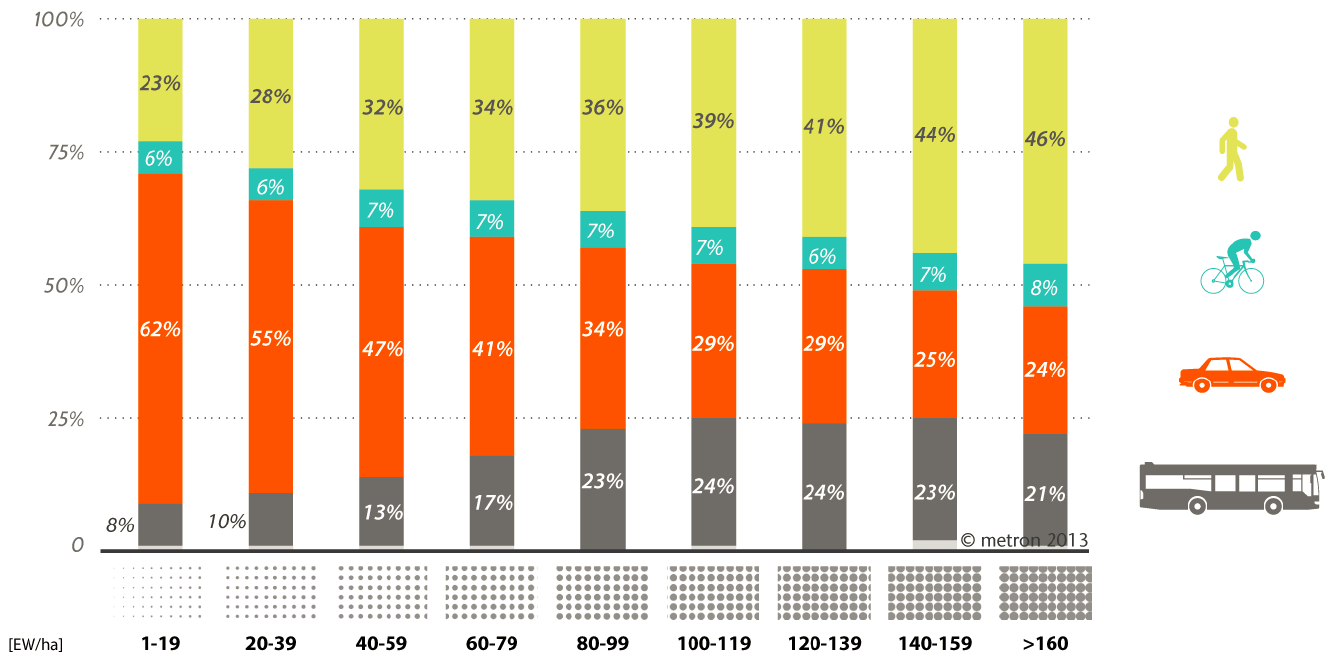 100%
23% 28% 32% 34% 36% 39% 41% 44% 46%
75%
6% 6% 7% 7% 7% 7% 6% 7% 8%
50%
62% 55% 47% 41% 34% 29% 29% 25% 24%
25%
8% 10% 13% 17% 23% 24% 24% 23% 21%
0
© metron 2013
[EW/ha] 1-19 20-39 40-59 60-79 80-99 100-119 120-139 140-159 >160